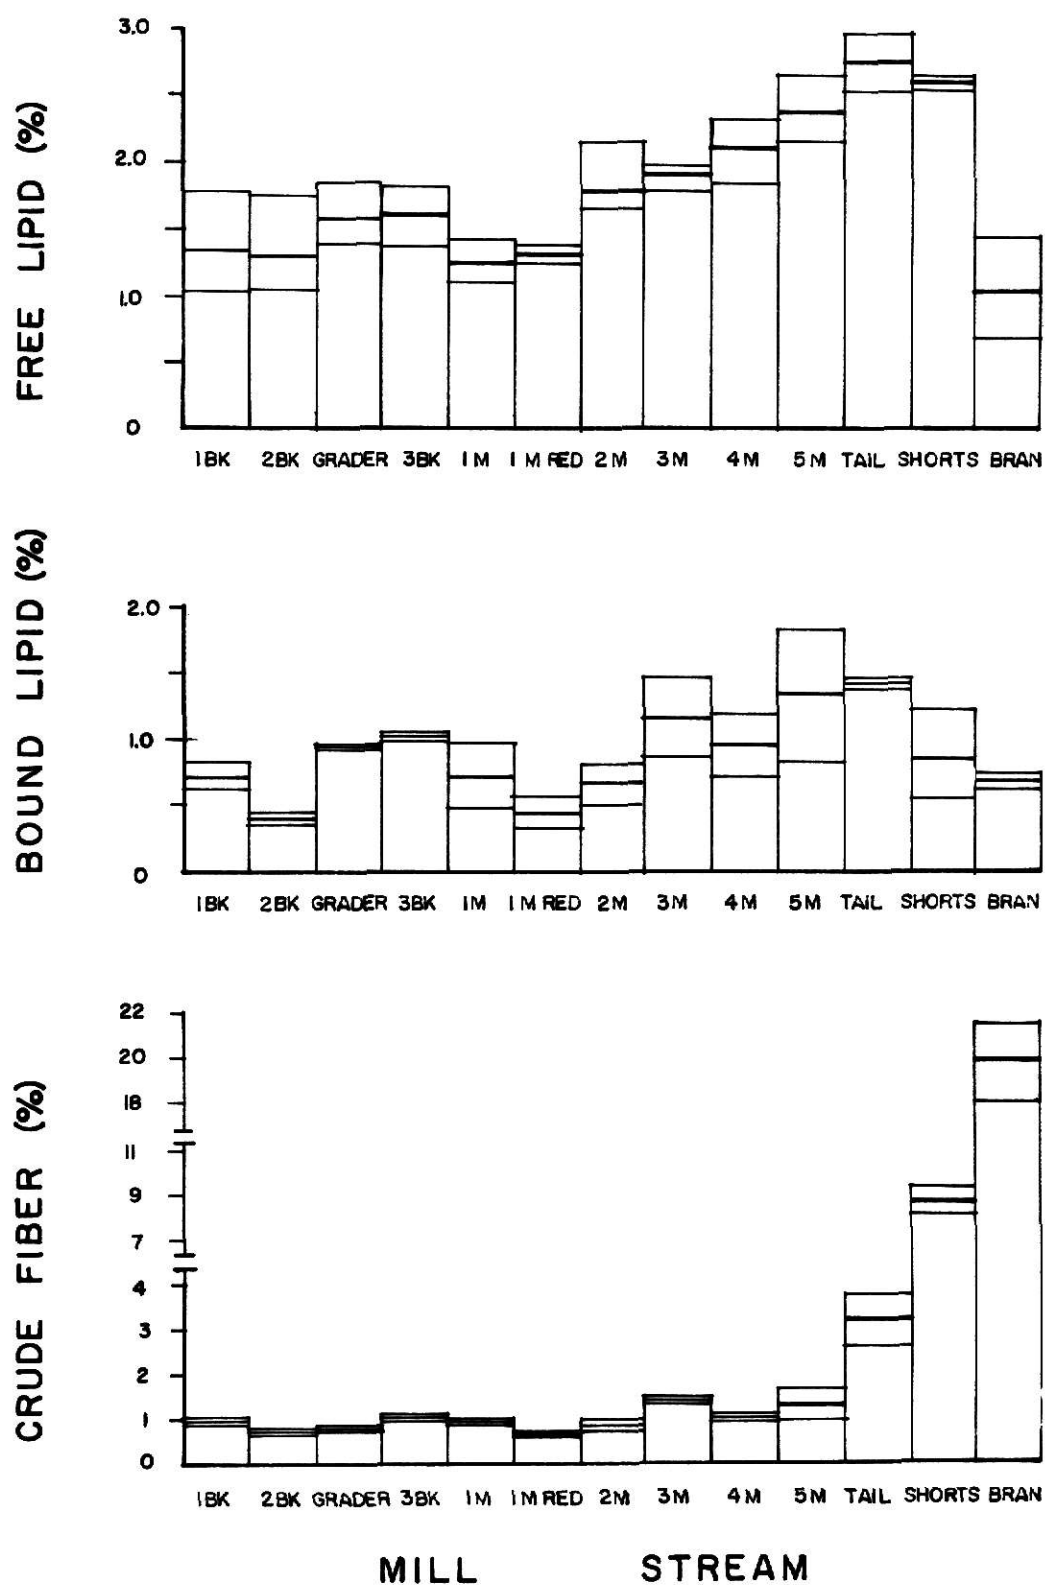 FREE LIPID (%)
3.0
2.0
1.0
0
1BK 2BK GRADER 3BK 1M 1M RED 2M 3M 4M 5M TAIL SHORTS BRAN
BOUND LIPID (%)
2.0
1.0
0
1BK 2BK GRADER 3BK 1M 1M RED 2M 3M 4M 5M TAIL SHORTS BRAN
CRUDE FIBER (%)
22
20
18
11
9
7
4
3
2
1
0
1BK 2BK GRADER 3BK 1M 1M RED 2M 3M 4M 5M TAIL SHORTS BRAN
MILL STREAM